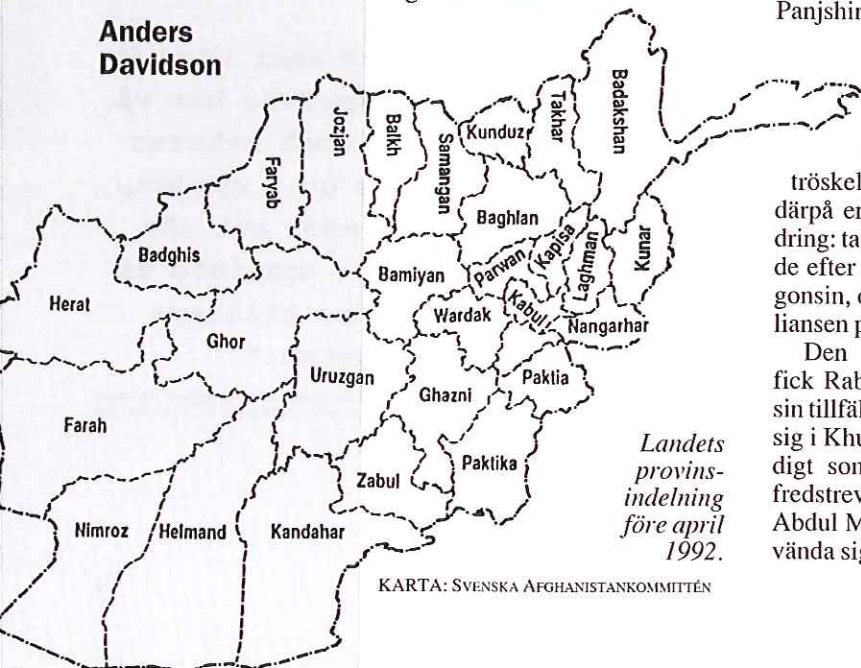 Anders
Davidson
Panjshir
Badakshan
Takhar
Kunduz
Samangan
Balkh
Jozjan
Faryab
Baghlan
Badghis
Bamiyan
Parwan
Kapisa
Laghman
Kunar
Herat
Ghor
Wardak
Kabul
Nangarhar
Uruzgan
Ghazni
Paktia
Farah
Zabul
Paktika
Nimroz
Helmand
Kandahar
Landets
provins-
indelning
före april
1992.
KARTA: SVENSKA AFGHANISTANKOMMITTÉN
tröskel
därpå en
dring: ta
de efter
gonsin, 
liansen p
Den
fick Rab
sin tillfäl
sig i Khu
digt som
fredstrev
Abdul M
vända sig